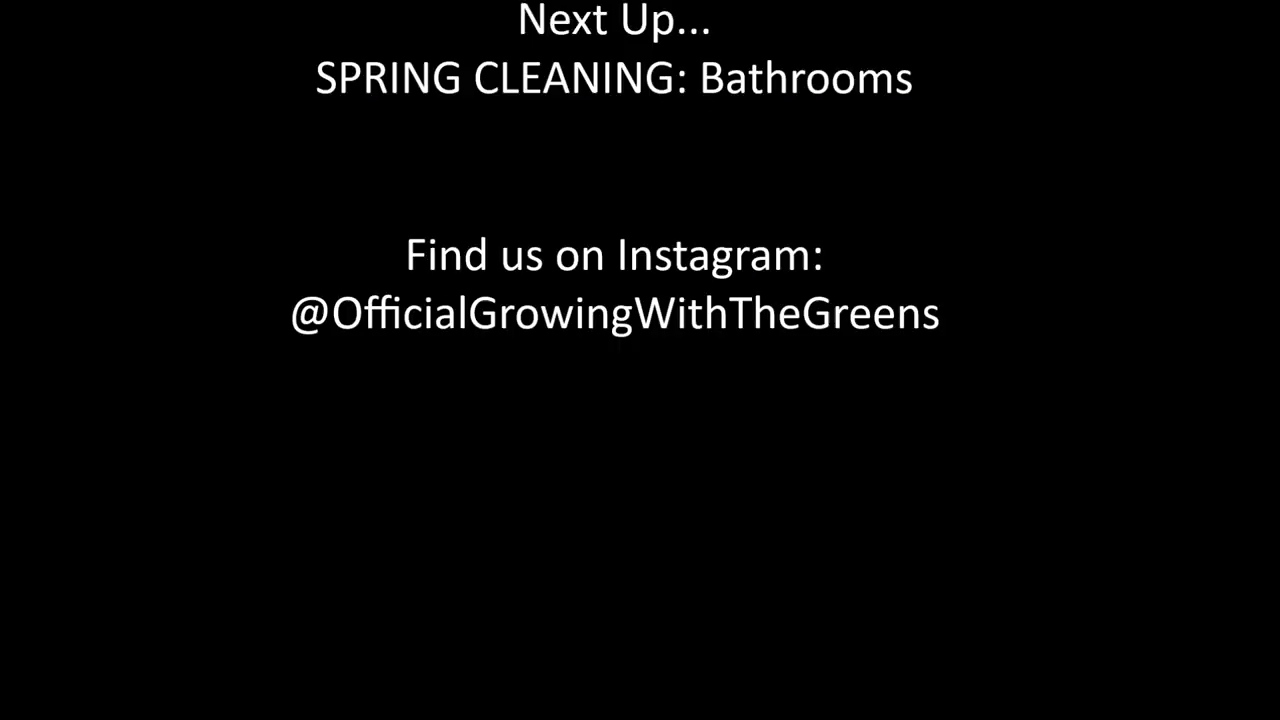 Next Up...
SPRING CLEANING: Bathrooms
Find us on Instagram:
@OfficialGrowingWithTheGreens